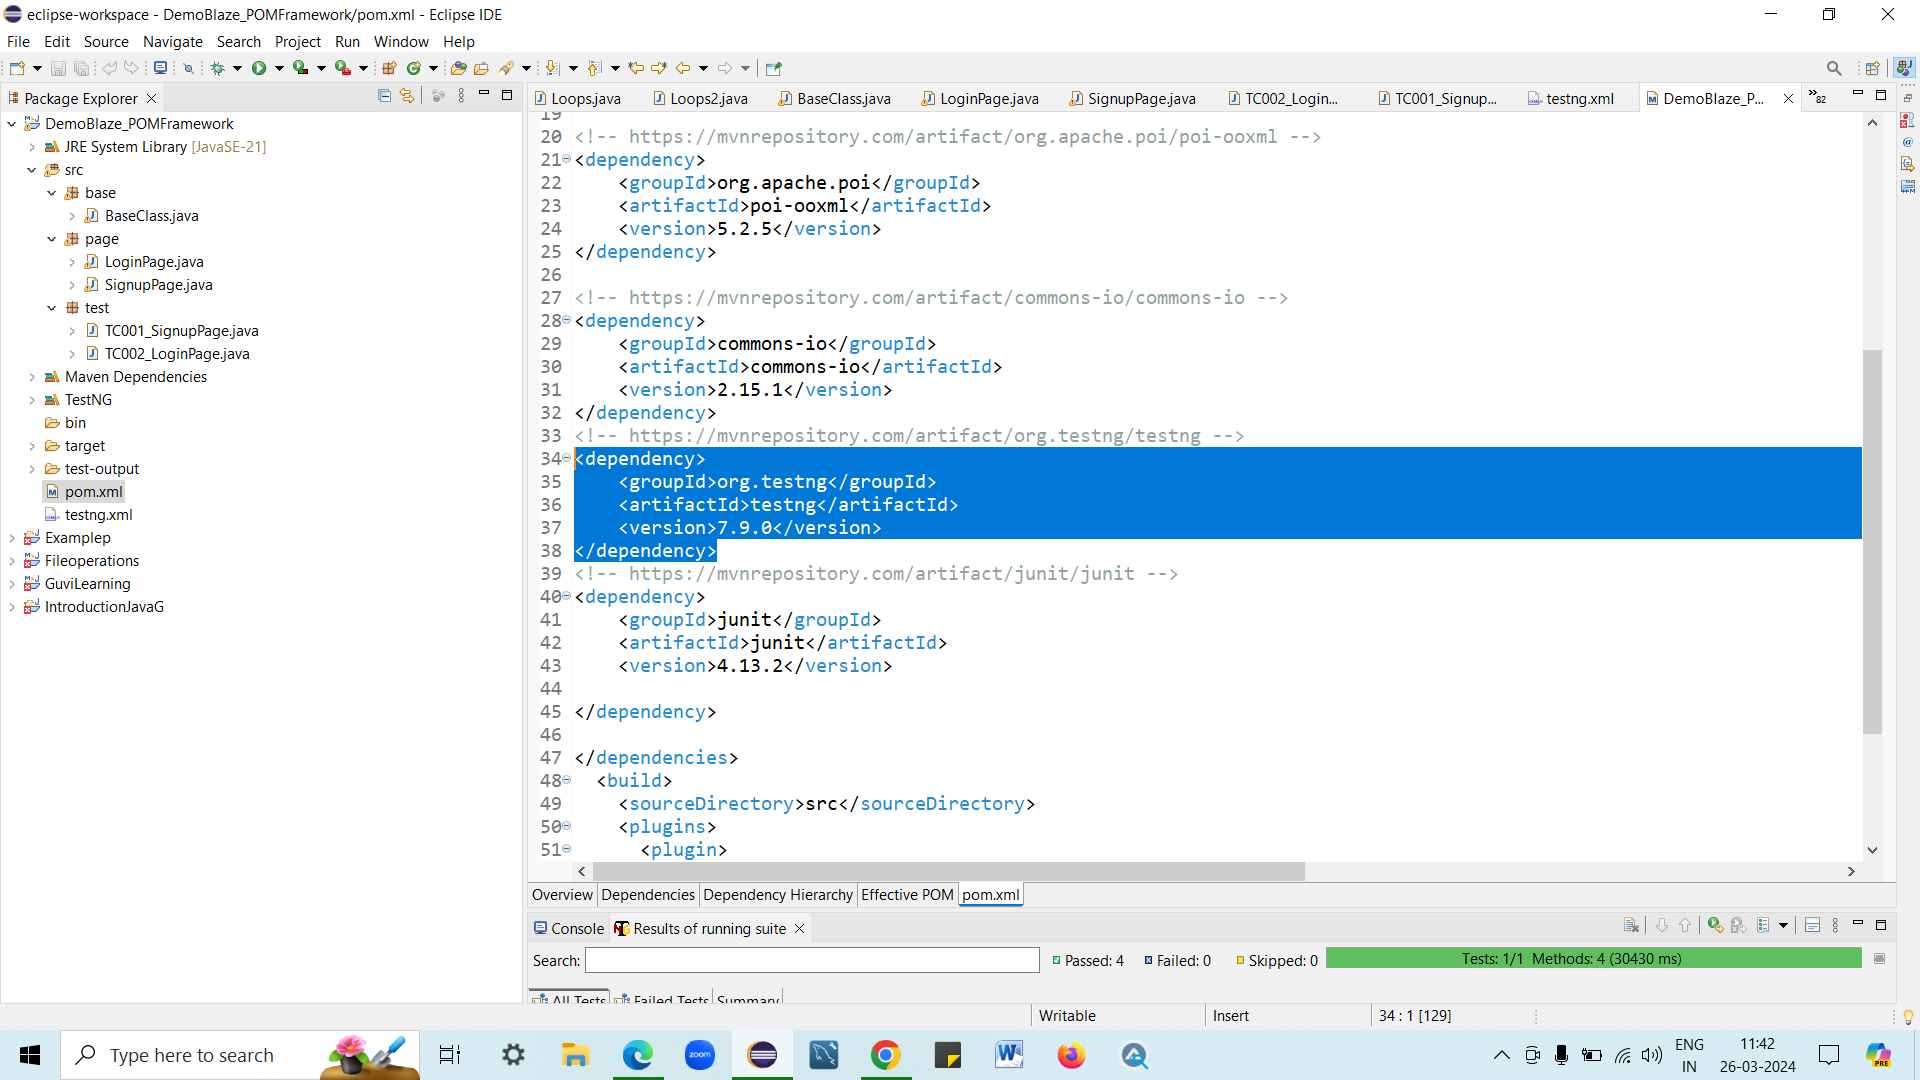 eclipse-workspace - DemoBlaze_POMFramework/pom.xml - Eclipse IDE
File Edit Source Navigate Search Project Run Window Help
Package Explorer
DemoBlaze_POMFramework
JRE System Library [JavaSE-21]
src
base
BaseClass.java
page
LoginPage.java
SignupPage.java
test
TC001_SignupPage.java
TC002_LoginPage.java
Maven Dependencies
TestNG
bin
target
test-output
pom.xml
testng.xml
Examplep
Fileoperations
GuviLearning
IntroductionJavaG
Loops.java Loops2.java BaseClass.java LoginPage.java SignupPage.java TC002_Login... TC001_Signup... testng.xml DemoBlaze_P... »82
19
20 <!-- https://mvnrepository.com/artifact/org.apache.poi/poi-ooxml -->
21 <dependency>
22 <groupId>org.apache.poi</groupId>
23 <artifactId>poi-ooxml</artifactId>
24 <version>5.2.5</version>
25 </dependency>
26
27 <!-- https://mvnrepository.com/artifact/commons-io/commons-io -->
28 <dependency>
29 <groupId>commons-io</groupId>
30 <artifactId>commons-io</artifactId>
31 <version>2.15.1</version>
32 </dependency>
33 <!-- https://mvnrepository.com/artifact/org.testng/testng -->
34 <dependency>
35 <groupId>org.testng</groupId>
36 <artifactId>testng</artifactId>
37 <version>7.9.0</version>
38 </dependency>
39 <!-- https://mvnrepository.com/artifact/junit/junit -->
40 <dependency>
41 <groupId>junit</groupId>
42 <artifactId>junit</artifactId>
43 <version>4.13.2</version>
44
45 </dependency>
46
47 </dependencies>
48 <build>
49 <sourceDirectory>src</sourceDirectory>
50 <plugins>
51 <plugin>
Overview Dependencies Dependency Hierarchy Effective POM pom.xml
Console Results of running suite
Search: Passed: 4 Failed: 0 Skipped: 0 Tests: 1/1 Methods: 4 (30430 ms)
All Tests Failed Tests Summary
Writable Insert 34 : 1 [129]
Type here to search
zoom
ENG
IN
11:42
26-03-2024
PRE